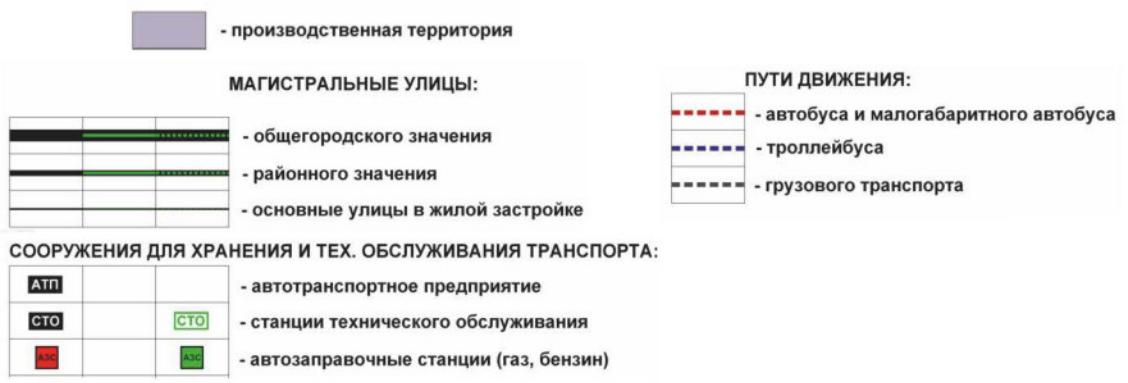 - производственная территория
МАГИСТРАЛЬНЫЕ УЛИЦЫ:
- общегородского значения
- районного значения
- основные улицы в жилой застройке
ПУТИ ДВИЖЕНИЯ:
- автобуса и малогабаритного автобуса
- троллейбуса
- грузового транспорта
СООРУЖЕНИЯ ДЛЯ ХРАНЕНИЯ И ТЕХ. ОБСЛУЖИВАНИЯ ТРАНСПОРТА:
АТП - автотранспортное предприятие
СТО СТО - станции технического обслуживания
АЗС АЗС - автозаправочные станции (газ, бензин)